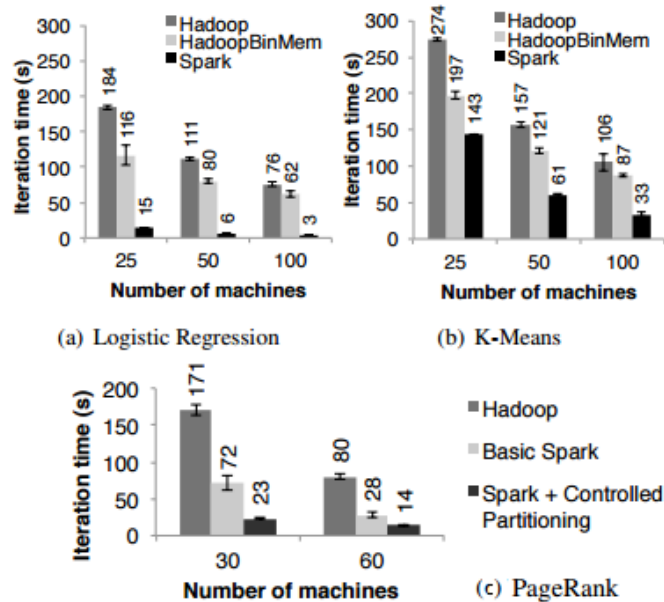 300
250
200
150
100
50
0
Iteration time (s)
Hadoop
HadoopBinMem
Spark
184
116
15
111
80
6
76
62
3
25
50
100
Number of machines
(a) Logistic Regression
300
250
200
150
100
50
0
Iteration time (s)
Hadoop
HadoopBinMem
Spark
274
197
143
157
121
61
106
87
33
25
50
100
Number of machines
(b) K-Means
200
150
100
50
0
Iteration time (s)
171
72
23
80
28
14
30
60
Number of machines
Hadoop
Basic Spark
Spark + Controlled
Partitioning
(c) PageRank